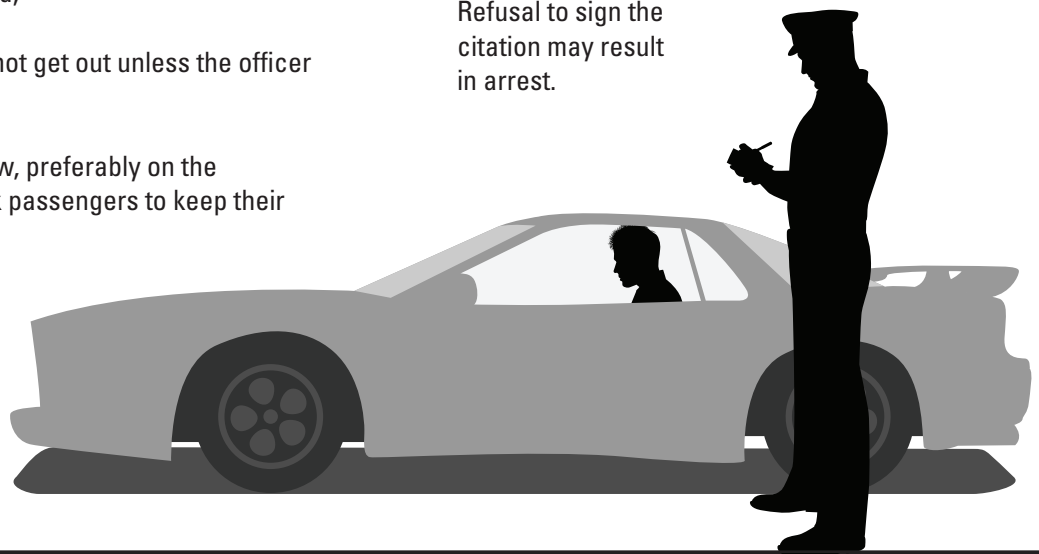 not get out unless the officer
preferably on the
passengers to keep their
Refusal to sign the
citation may result
in arrest.